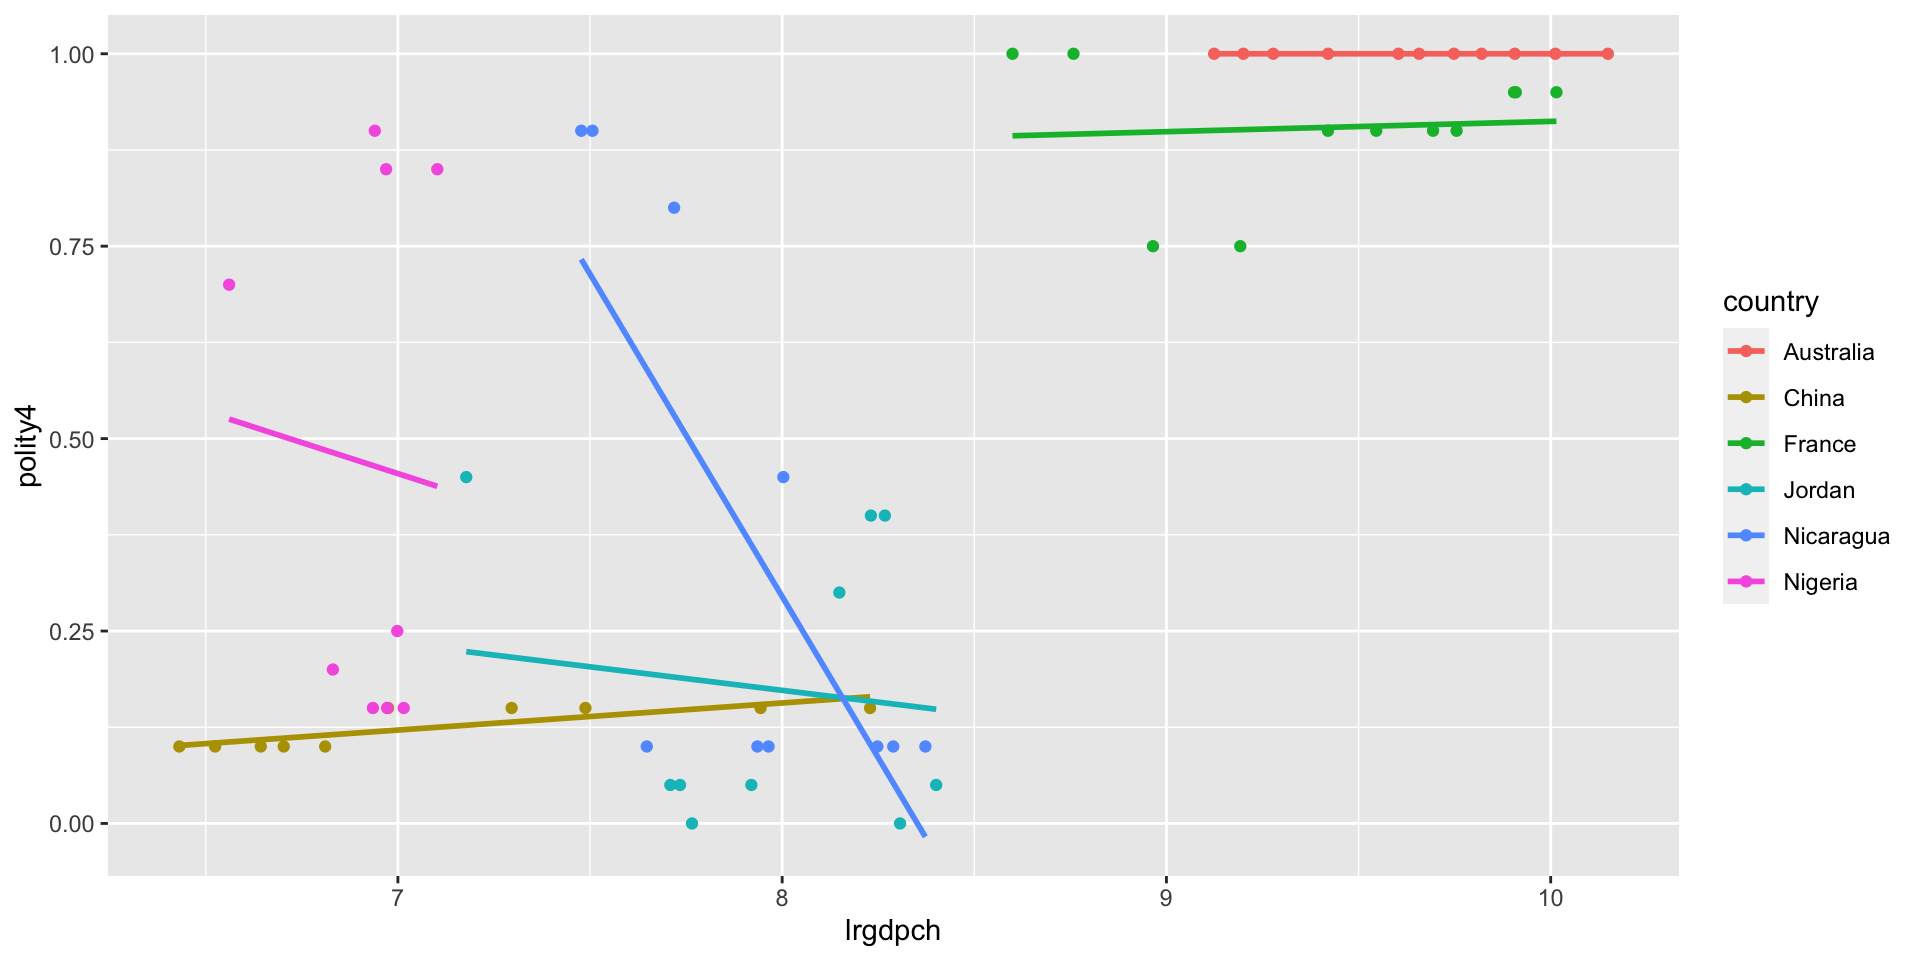 1.00
0.75
0.50
0.25
0.00
polity4
7 8 9 10
lrgdpch
country
Australia
China
France
Jordan
Nicaragua
Nigeria